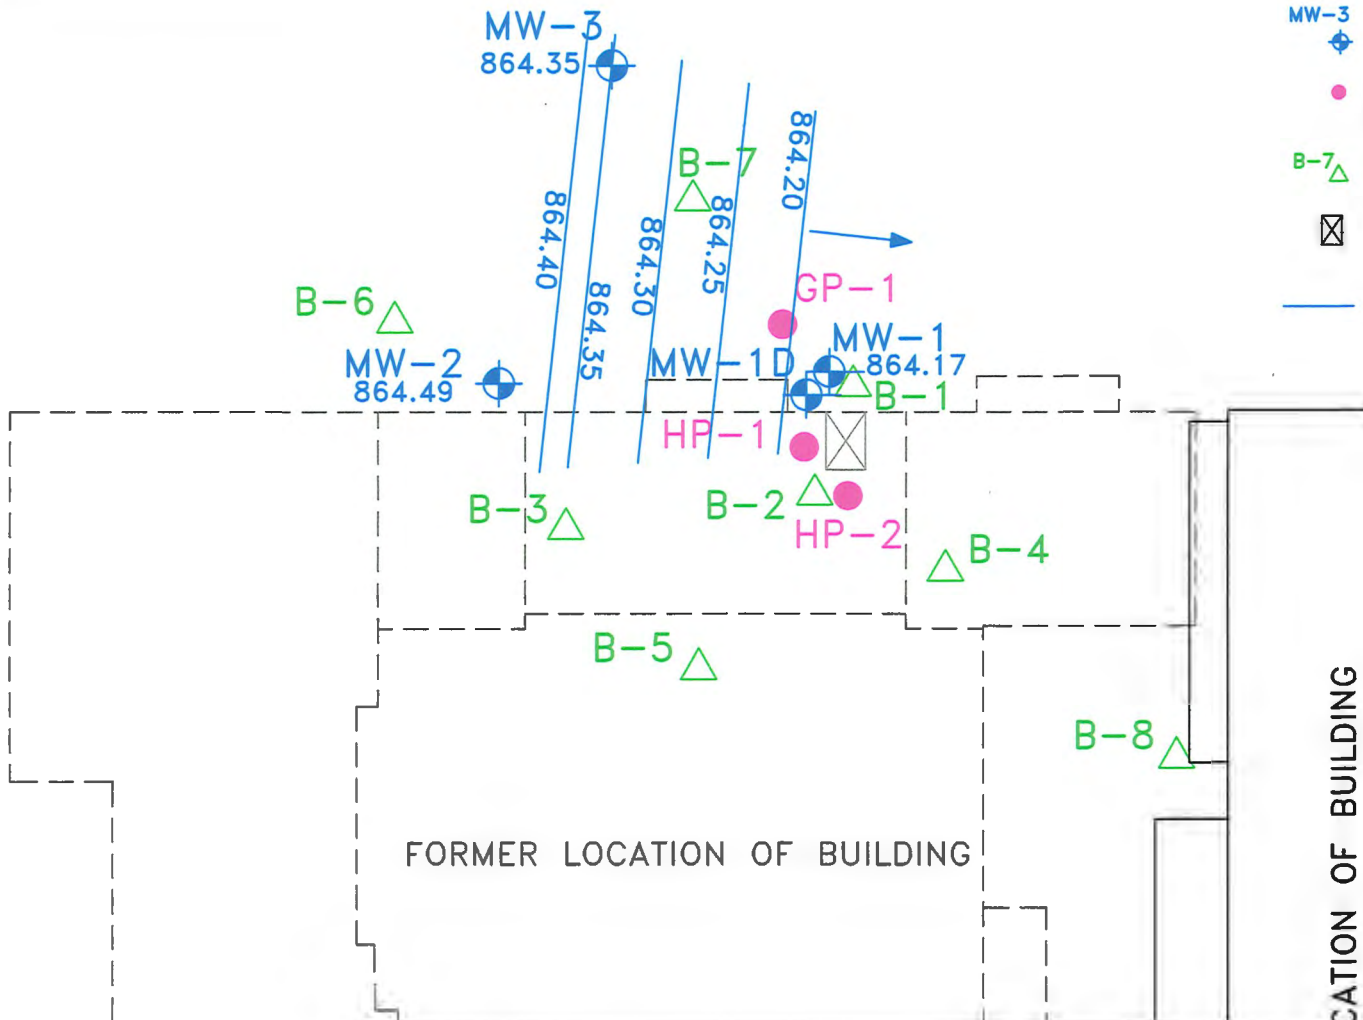 MW-3
864.35
MW-3
B-7
B-7
864.20
864.40
864.30
864.25
864.35
B-6
GP-1
MW-2
864.49
MW-1D
MW-1
864.17
B-1
HP-1
B-3
B-2
HP-2
B-4
B-5
B-8
FORMER LOCATION OF BUILDING
CATION OF BUILDING